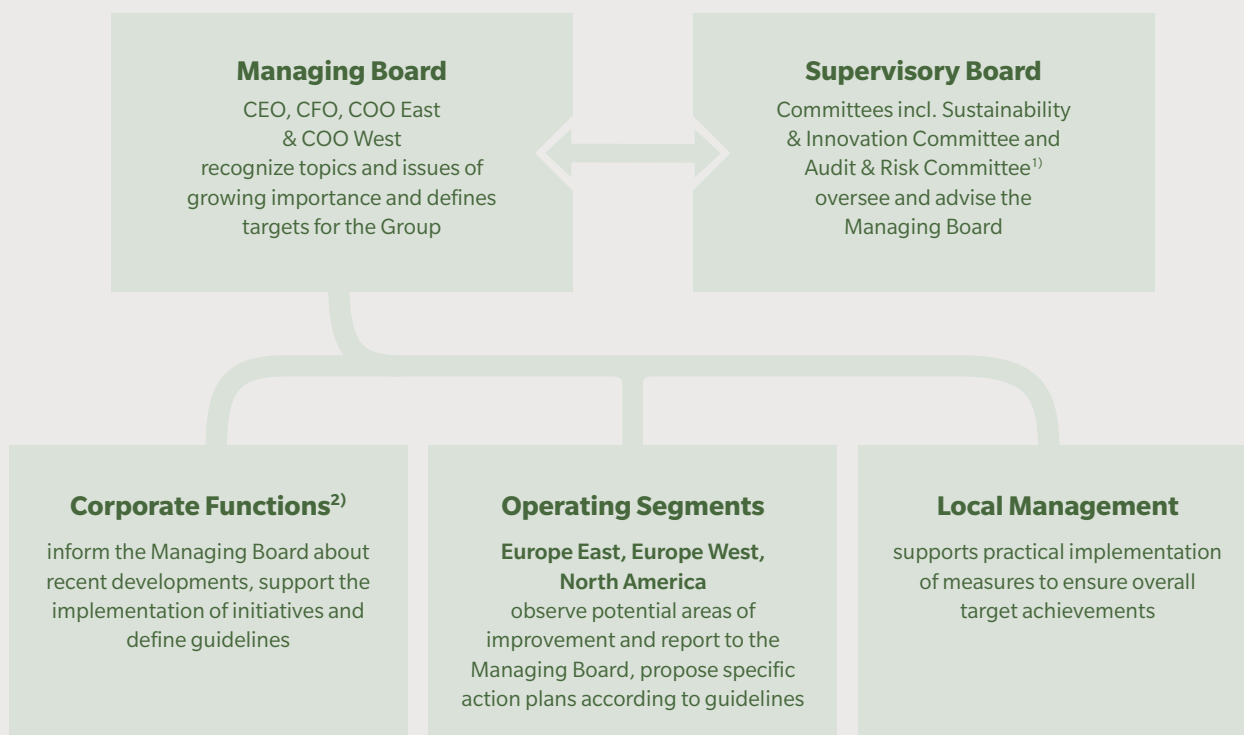 Managing Board
CEO, CFO, COO East
& COO West
recognize topics and issues of
growing importance and defines
targets for the Group
Supervisory Board
Committees incl. Sustainability
& Innovation Committee and
Audit & Risk Committee1)
oversee and advise the
Managing Board
Corporate Functions2)
inform the Managing Board about
recent developments, support the
implementation of initiatives and
define guidelines
Operating Segments
Europe East, Europe West,
North America
observe potential areas of
improvement and report to the
Managing Board, propose specific
action plans according to guidelines
Local Management
supports practical implementation
of measures to ensure overall
target achievements